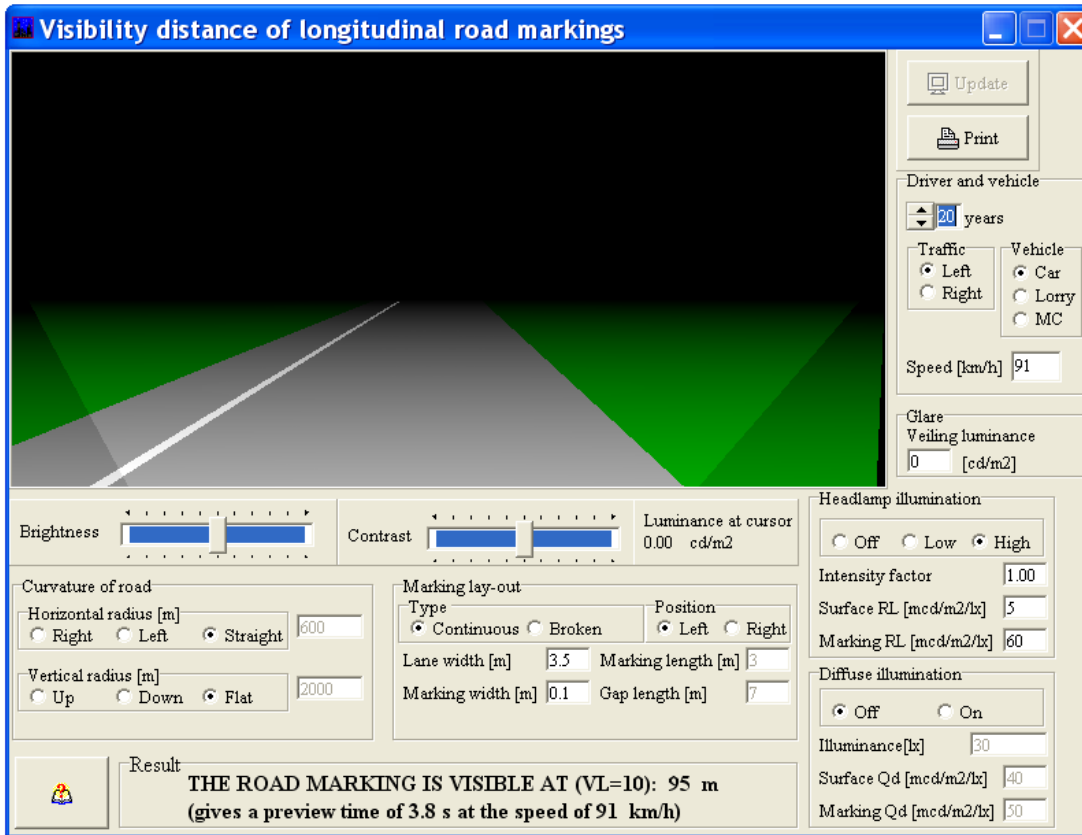 Visibility distance of longitudinal road markings
Update
Print
Driver and vehicle
20 years
Traffic
Left
Right
Vehicle
Car
Lorry
MC
Speed [km/h] 91
Glare
Veiling luminance
0 [cd/m2]
Brightness
Contrast
Luminance at cursor
0.00 cd/m2
Headlamp illumination
Off Low High
Intensity factor 1.00
Surface RL [mcd/m2/lx] 5
Marking RL [mcd/m2/lx] 60
Curvature of road
Horizontal radius [m]
Right Left Straight 600
Vertical radius [m]
Up Down Flat 2000
Marking lay-out
Type
Continuous Broken
Position
Left Right
Lane width [m] 3.5 Marking length [m] 3
Marking width [m] 0.1 Gap length [m] 7
Diffuse illumination
Off On
Illuminance[lx] 30
Surface Qd [mcd/m2/lx] 40
Marking Qd [mcd/m2/lx] 50
Result
THE ROAD MARKING IS VISIBLE AT (VL=10): 95 m
(gives a preview time of 3.8 s at the speed of 91 km/h)